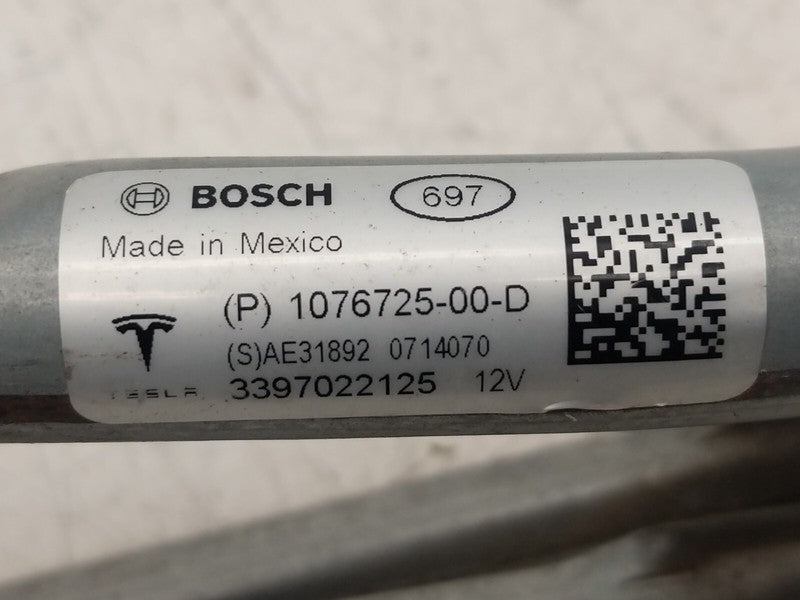 BOSCH 697
Made in Mexico
(P) 1076725-00-D
(S)AE31892 0714070
TESLA 3397022125 12V